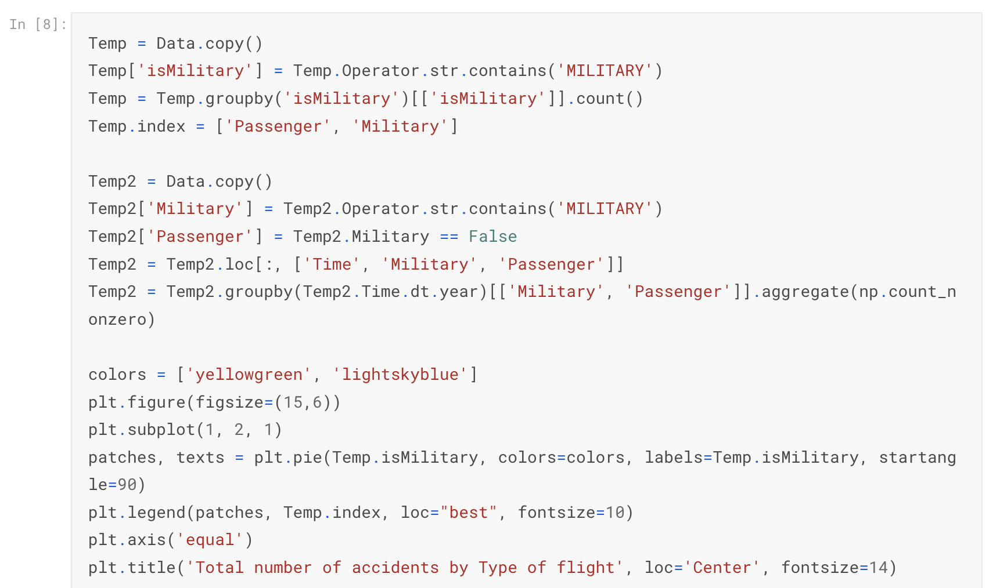 In [8]:
Temp = Data.copy()
Temp['isMilitary'] = Temp.Operator.str.contains('MILITARY')
Temp = Temp.groupby('isMilitary')[['isMilitary']].count()
Temp.index = ['Passenger', 'Military']

Temp2 = Data.copy()
Temp2['Military'] = Temp2.Operator.str.contains('MILITARY')
Temp2['Passenger'] = Temp2.Military == False
Temp2 = Temp2.loc[:, ['Time', 'Military', 'Passenger']]
Temp2 = Temp2.groupby(Temp2.Time.dt.year)[['Military', 'Passenger']].aggregate(np.count_n
onzero)

colors = ['yellowgreen', 'lightskyblue']
plt.figure(figsize=(15,6))
plt.subplot(1, 2, 1)
patches, texts = plt.pie(Temp.isMilitary, colors=colors, labels=Temp.isMilitary, startang
le=90)
plt.legend(patches, Temp.index, loc="best", fontsize=10)
plt.axis('equal')
plt.title('Total number of accidents by Type of flight', loc='Center', fontsize=14)